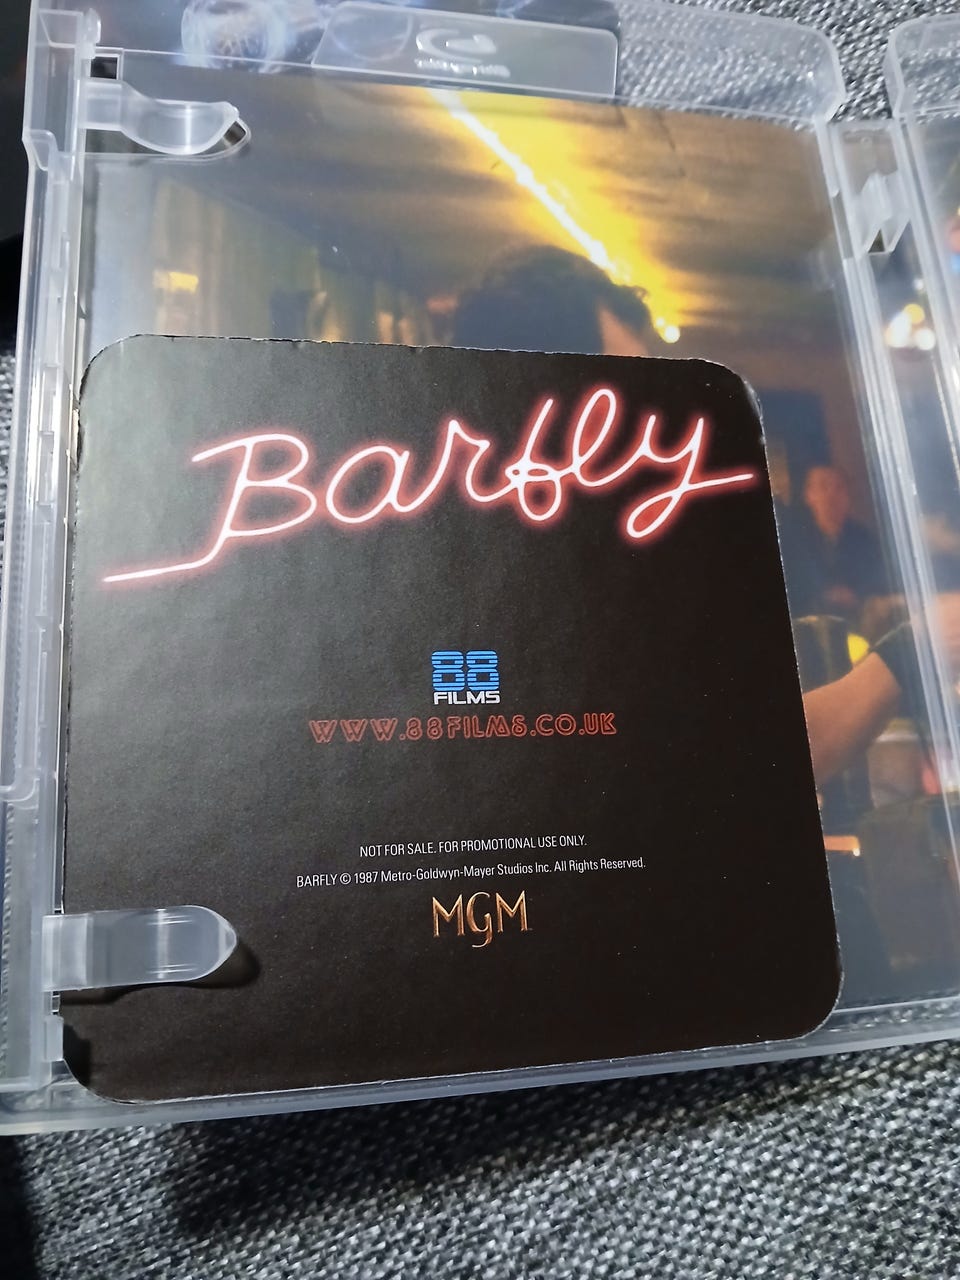 Barfly
88
FILMS
WWW.88FILMS.CO.UK
NOT FOR SALE. FOR PROMOTIONAL USE ONLY.
BARFLY © 1987 Metro-Goldwyn-Mayer Studios Inc. All Rights Reserved.
MGM